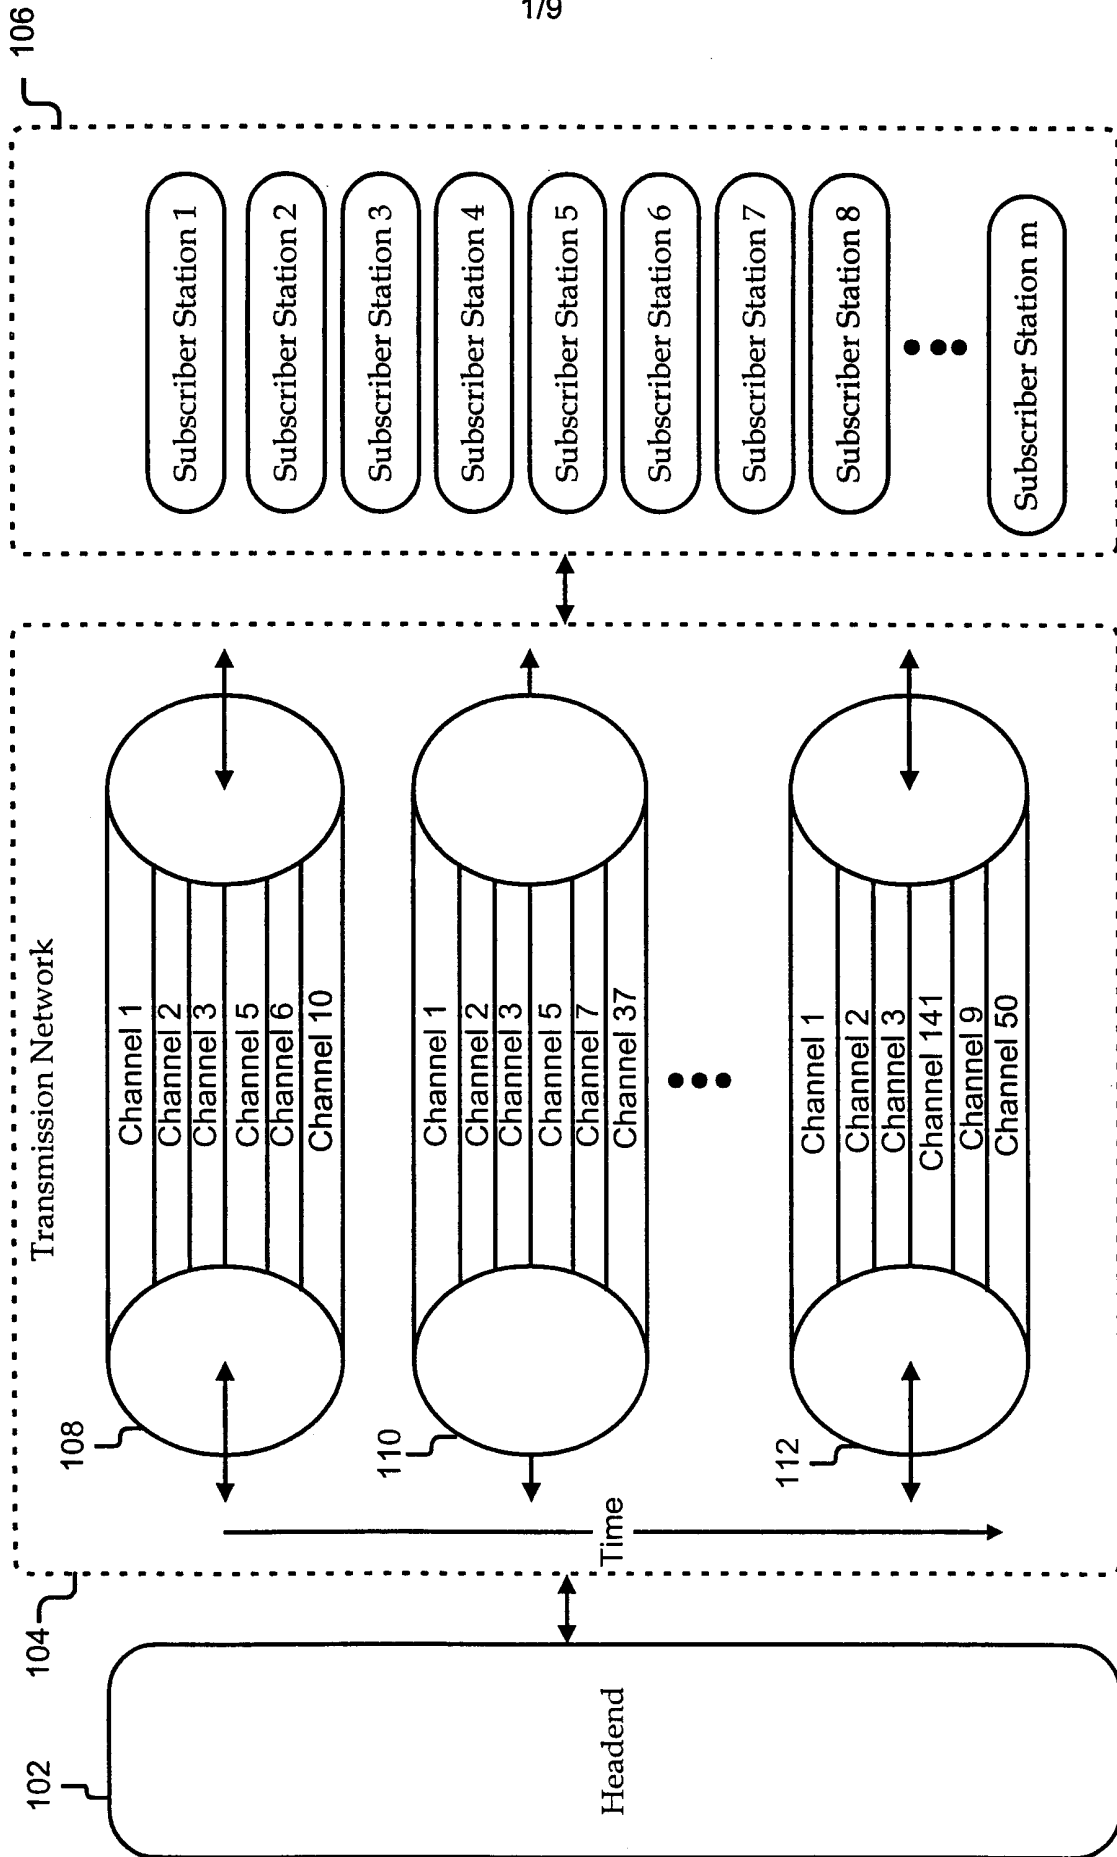 1/9
102
Headend
104
Transmission Network
108
Channel 1
Channel 2
Channel 3
Channel 5
Channel 6
Channel 10
110
Channel 1
Channel 2
Channel 3
Channel 5
Channel 7
Channel 37
112
Channel 1
Channel 2
Channel 3
Channel 141
Channel 9
Channel 50
Time
106
Subscriber Station 1
Subscriber Station 2
Subscriber Station 3
Subscriber Station 4
Subscriber Station 5
Subscriber Station 6
Subscriber Station 7
Subscriber Station 8
Subscriber Station m